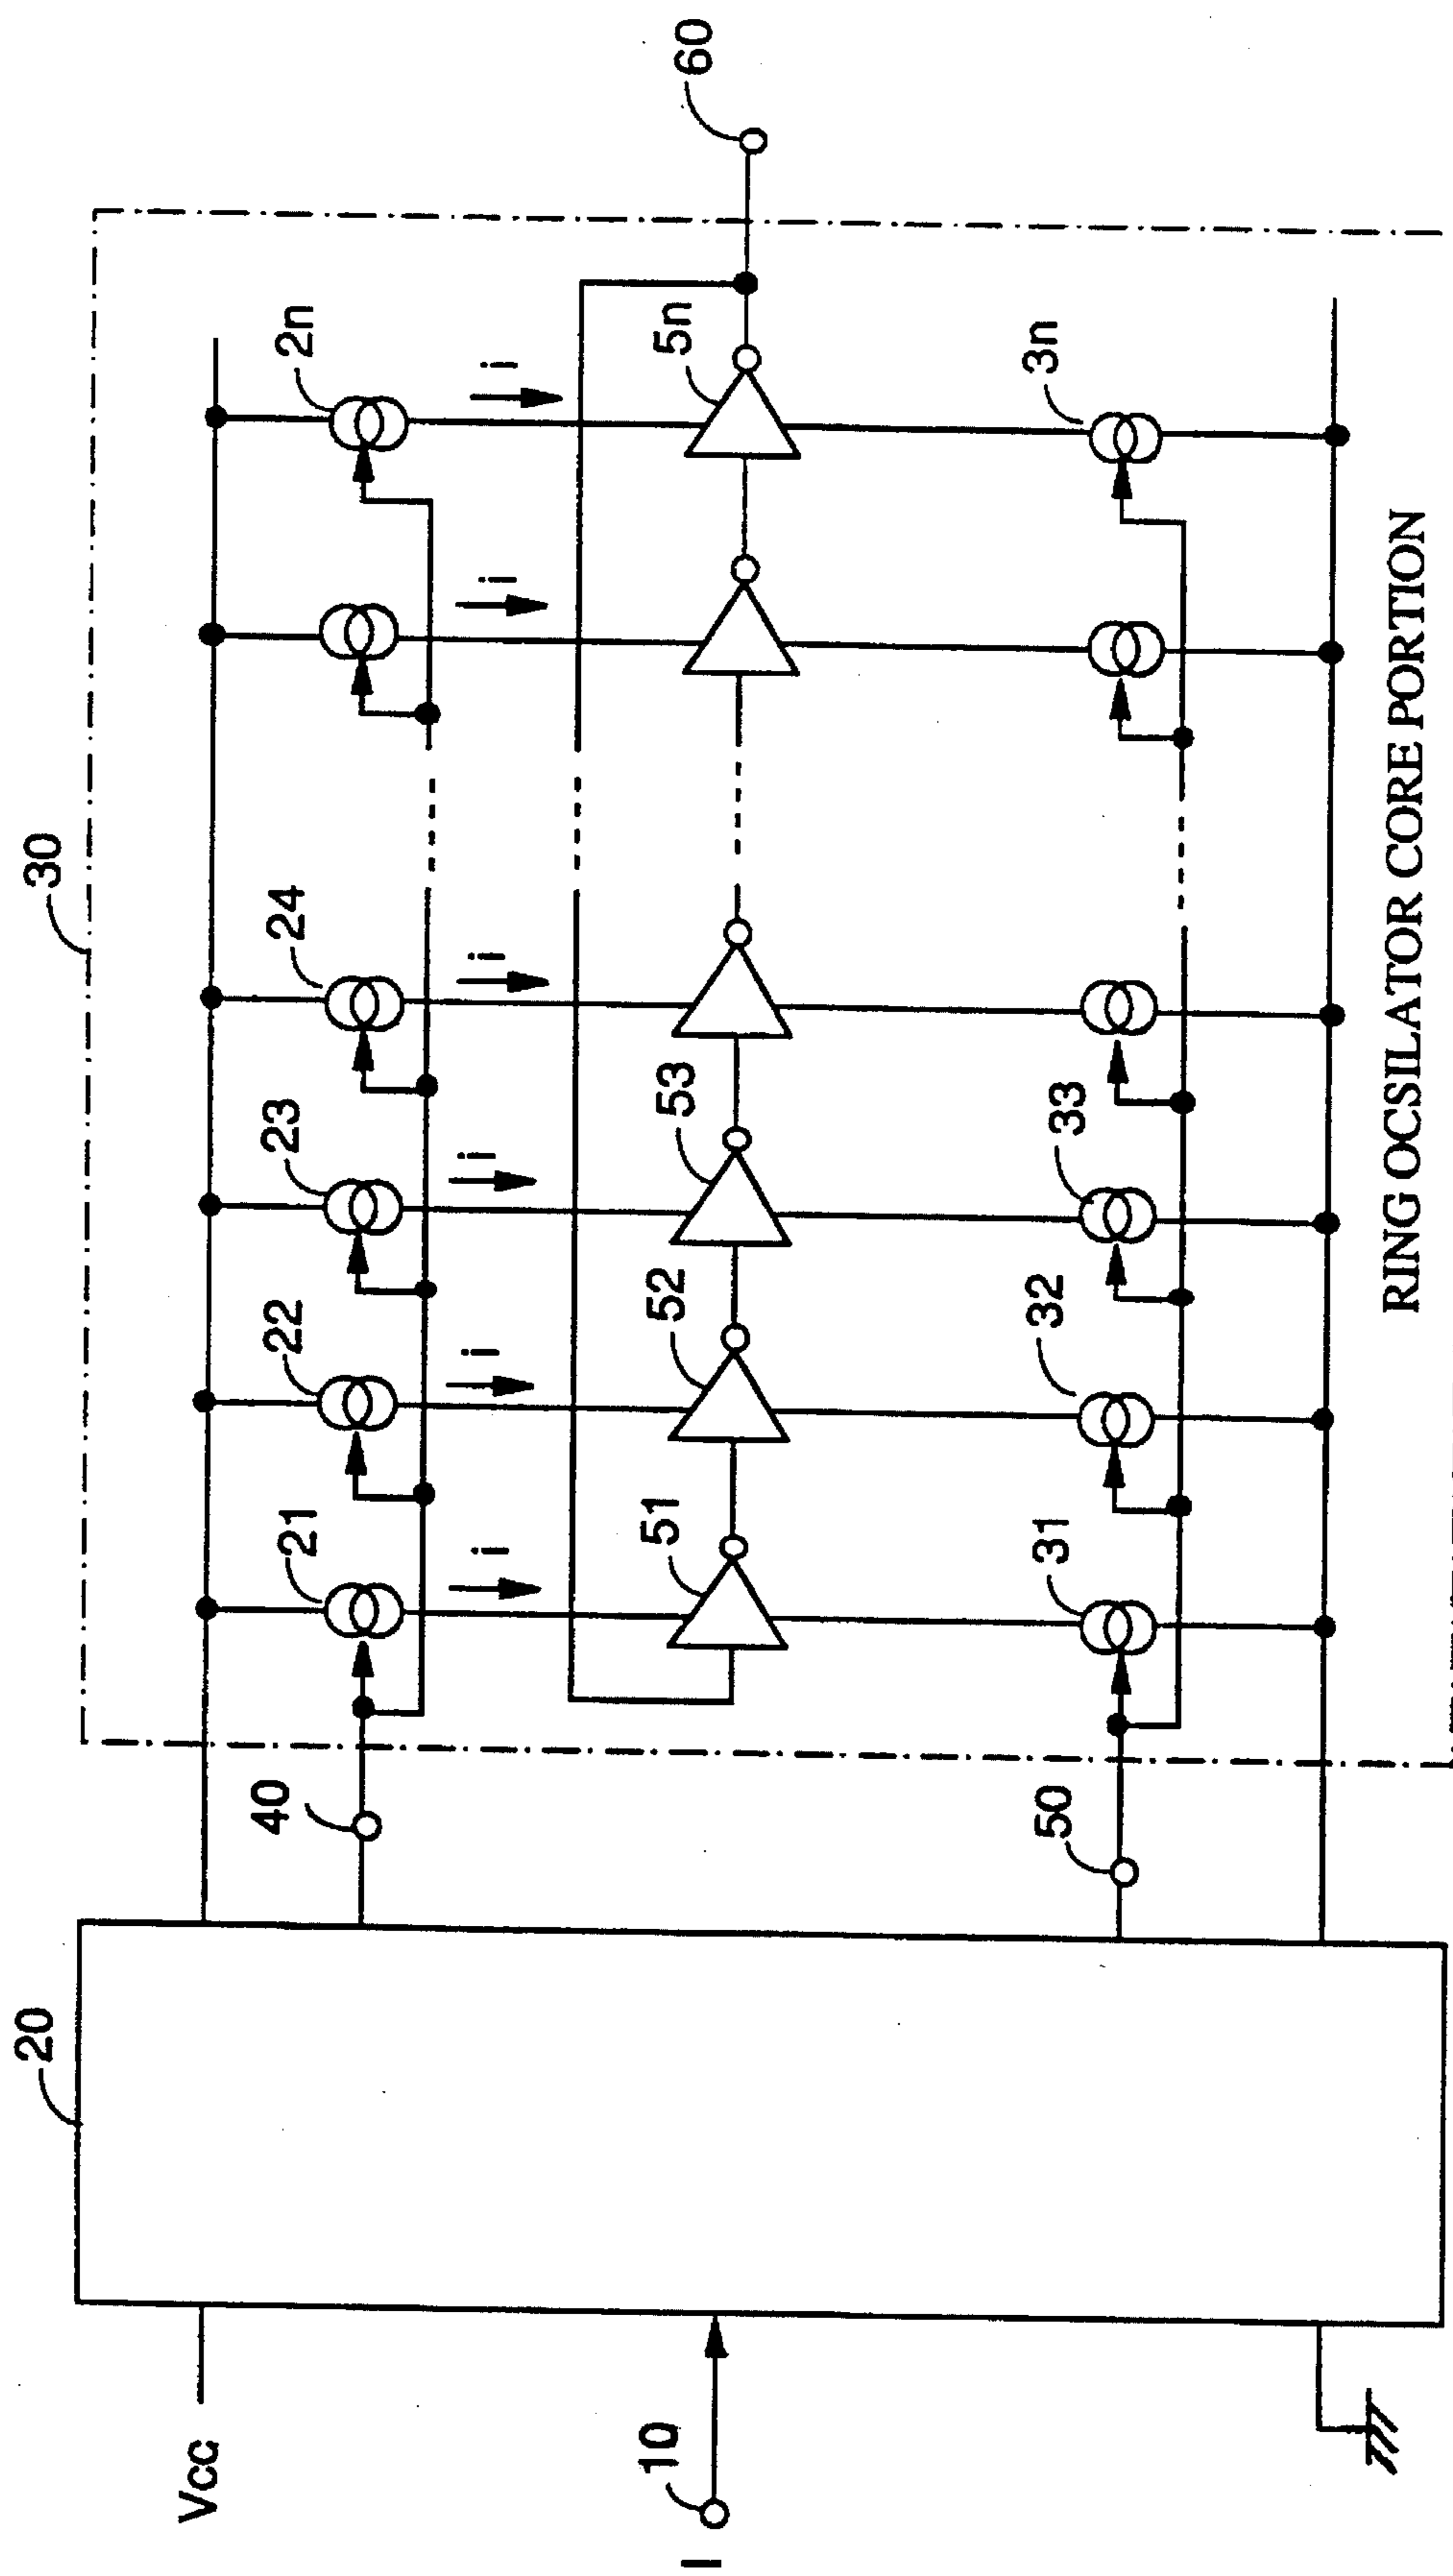 30
60
20
21
22
23
24
2n
40
i
i
i
i
i
i
Vcc
51
52
53
5n
I
10
50
31
32
33
3n
RING OCSILATOR CORE PORTION